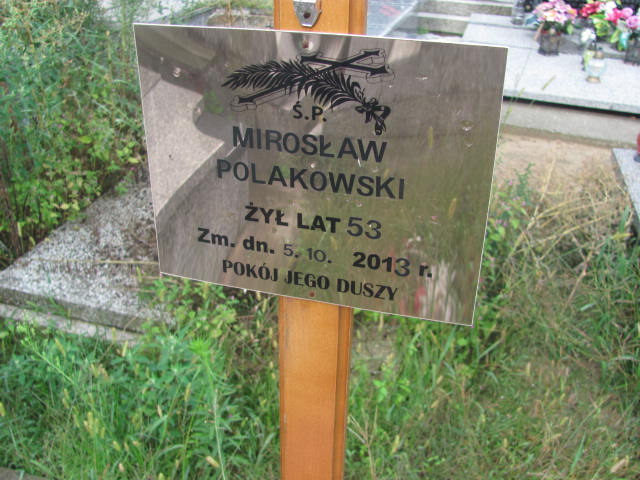 Ś.P.
MIROSŁAW
POLAKOWSKI
ŻYŁ LAT 53
Zm. dn. 5.10. 2013 r.
POKÓJ JEGO DUSZY